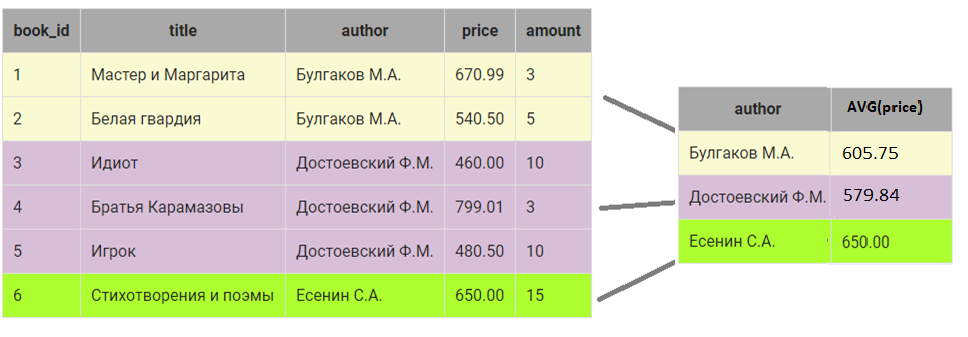 book_id title author price amount
1 Мастер и Маргарита Булгаков М.А. 670.99 3
2 Белая гвардия Булгаков М.А. 540.50 5
3 Идиот Достоевский Ф.М. 460.00 10
4 Братья Карамазовы Достоевский Ф.М. 799.01 3
5 Игрок Достоевский Ф.М. 480.50 10
6 Стихотворения и поэмы Есенин С.А. 650.00 15
author AVG(price)
Булгаков М.А. 605.75
Достоевский Ф.М. 579.84
Есенин С.А. 650.00